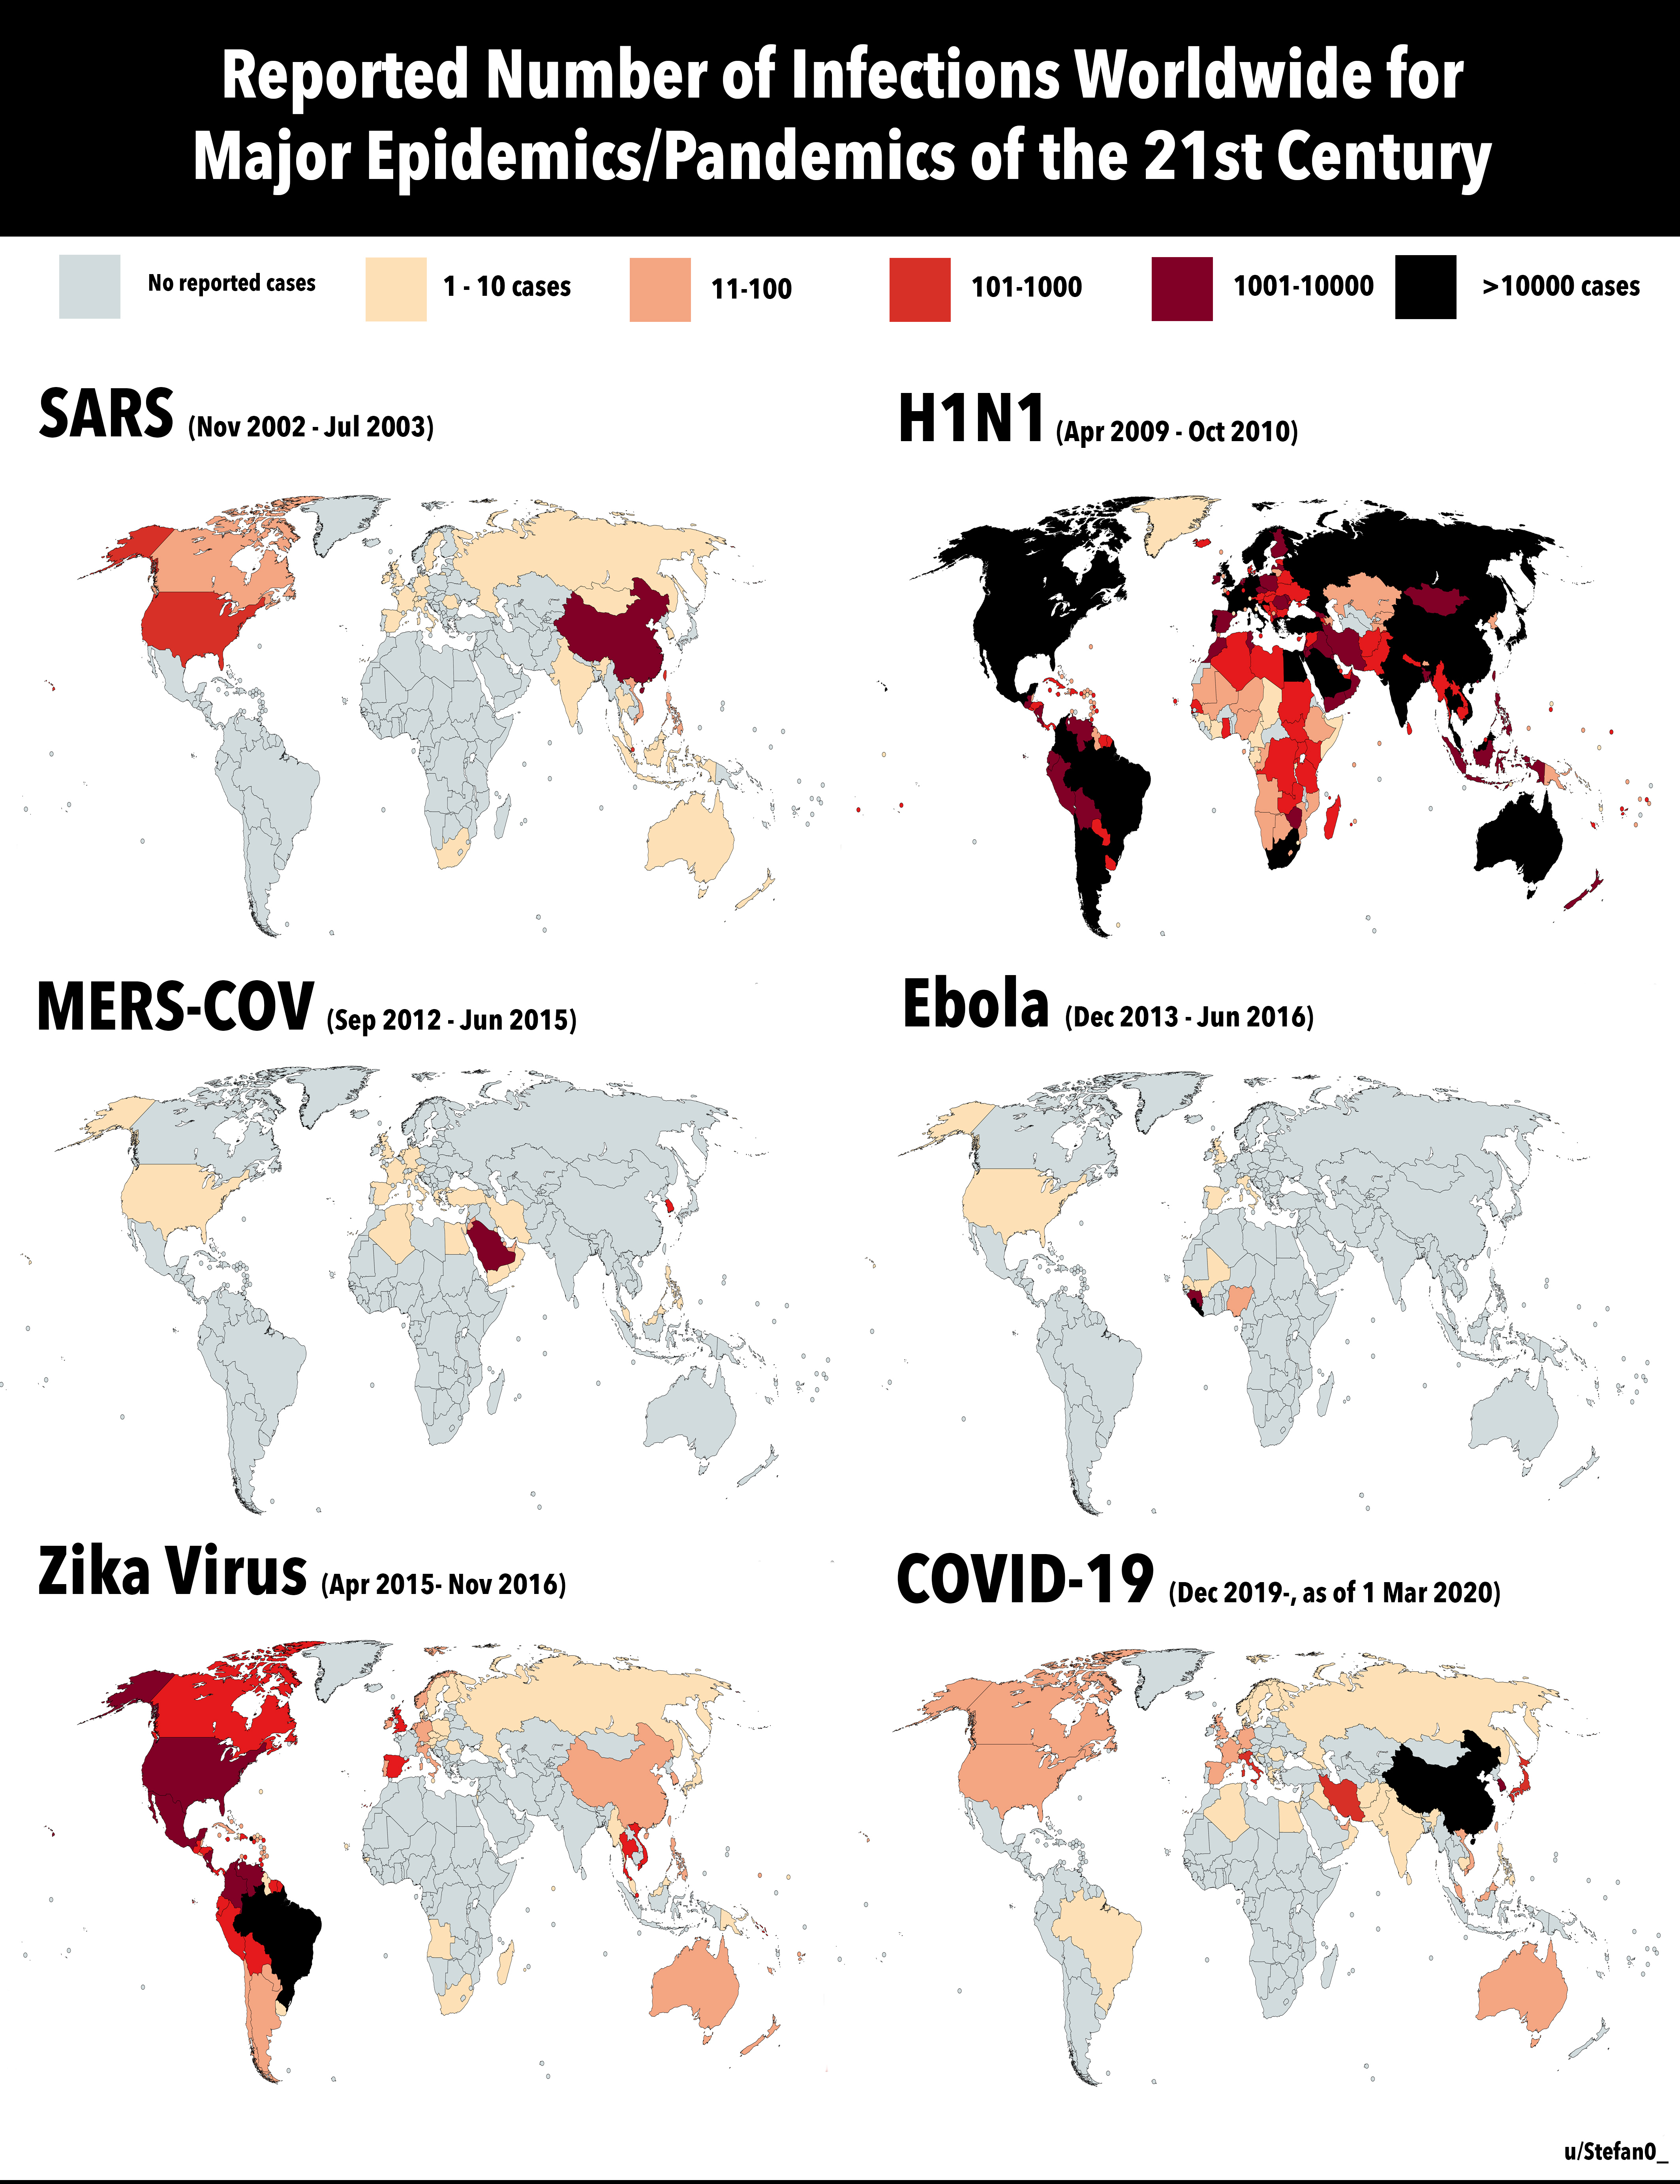 Reported Number of Infections Worldwide for
Major Epidemics/Pandemics of the 21st Century
No reported cases
1 - 10 cases
11-100
101-1000
1001-10000
>10000 cases
SARS (Nov 2002 - Jul 2003)
H1N1 (Apr 2009 - Oct 2010)
MERS-COV (Sep 2012 - Jun 2015)
Ebola (Dec 2013 - Jun 2016)
Zika Virus (Apr 2015- Nov 2016)
COVID-19 (Dec 2019-, as of 1 Mar 2020)
u/Stefan0_